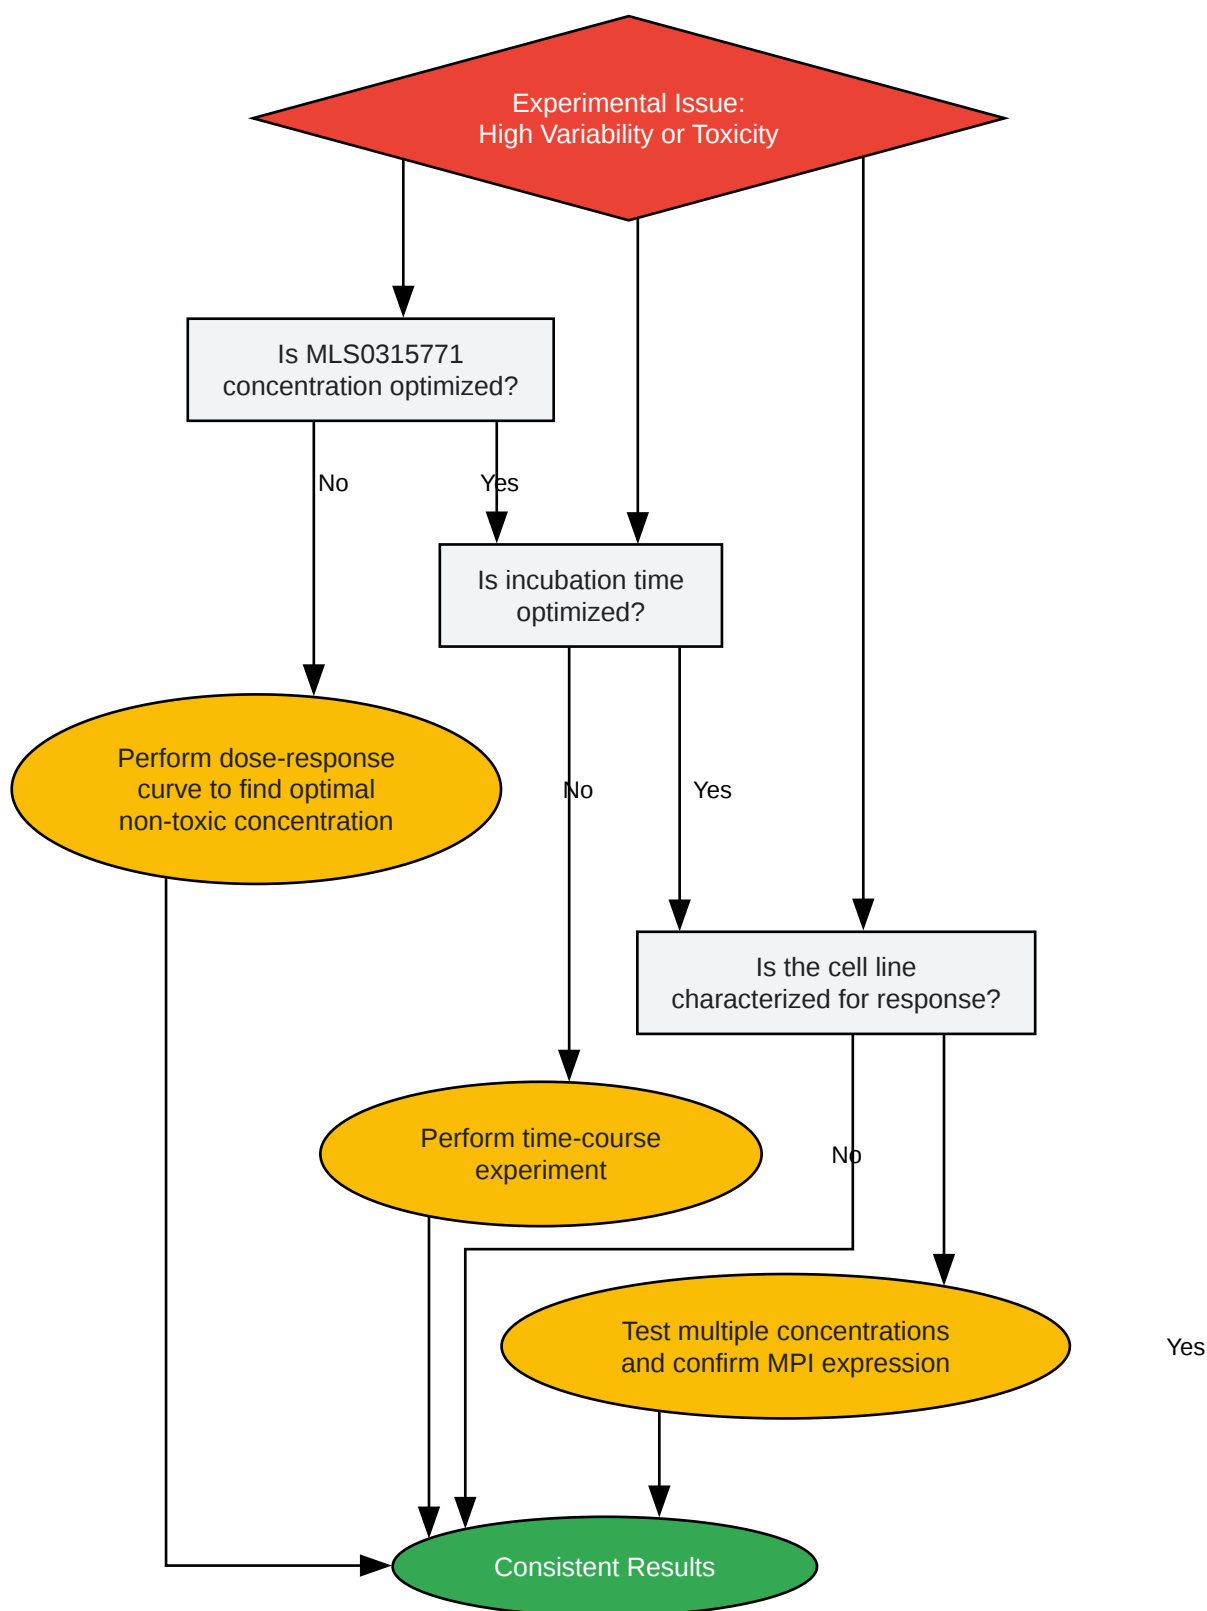 Experimental Issue:
High Variability or Toxicity
Is MLS0315771
concentration optimized?
No
Yes
Is incubation time
optimized?
Perform dose-response
curve to find optimal
non-toxic concentration
No
Yes
Is the cell line
characterized for response?
Perform time-course
experiment
No
Test multiple concentrations
and confirm MPI expression
Yes
Consistent Results